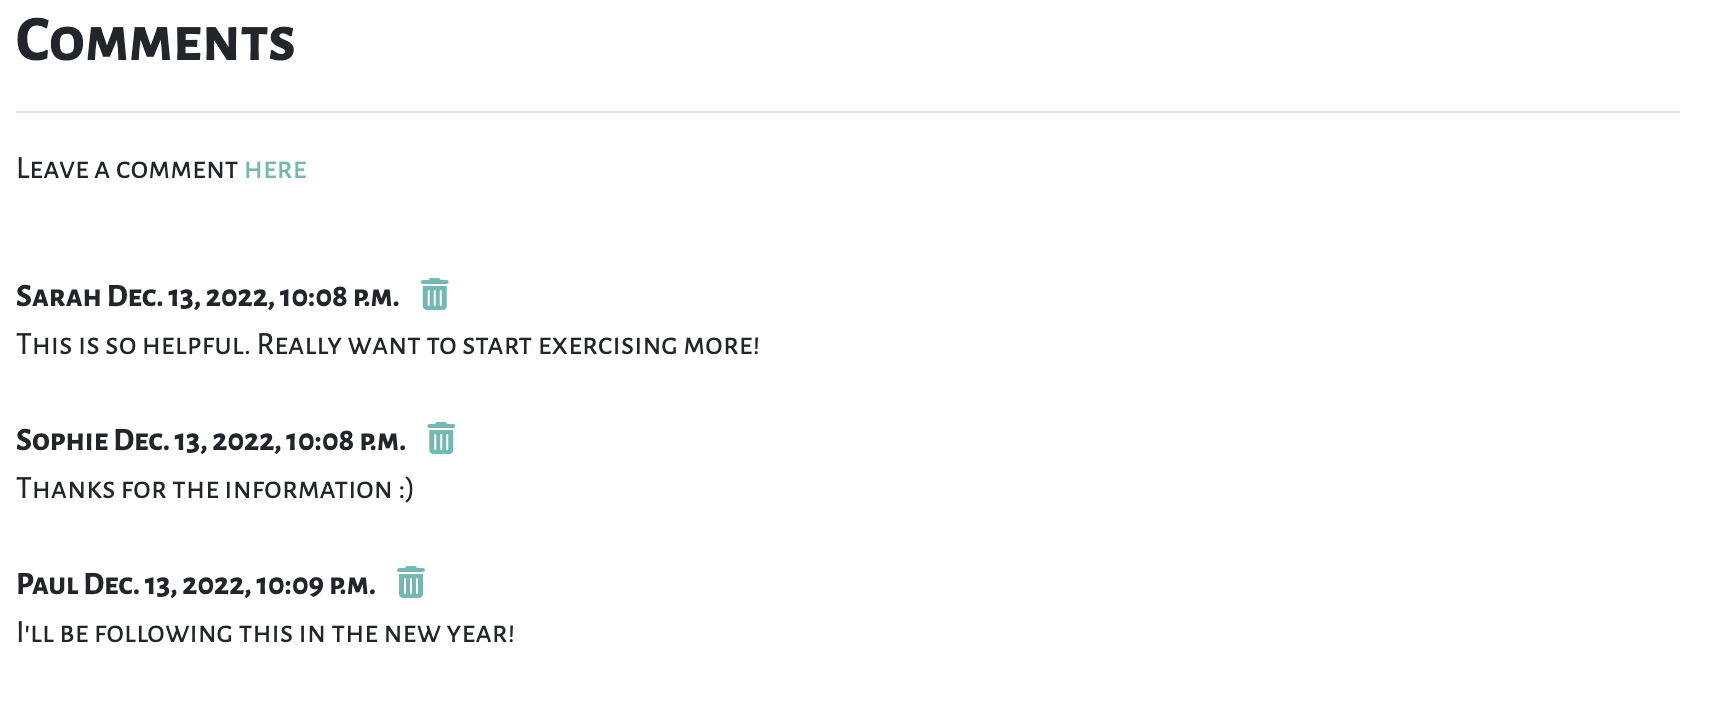 Comments
Leave a comment here
Sarah Dec. 13, 2022, 10:08 p.m.
This is so helpful. Really want to start exercising more!
Sophie Dec. 13, 2022, 10:08 p.m.
Thanks for the information :)
Paul Dec. 13, 2022, 10:09 p.m.
I'll be following this in the new year!